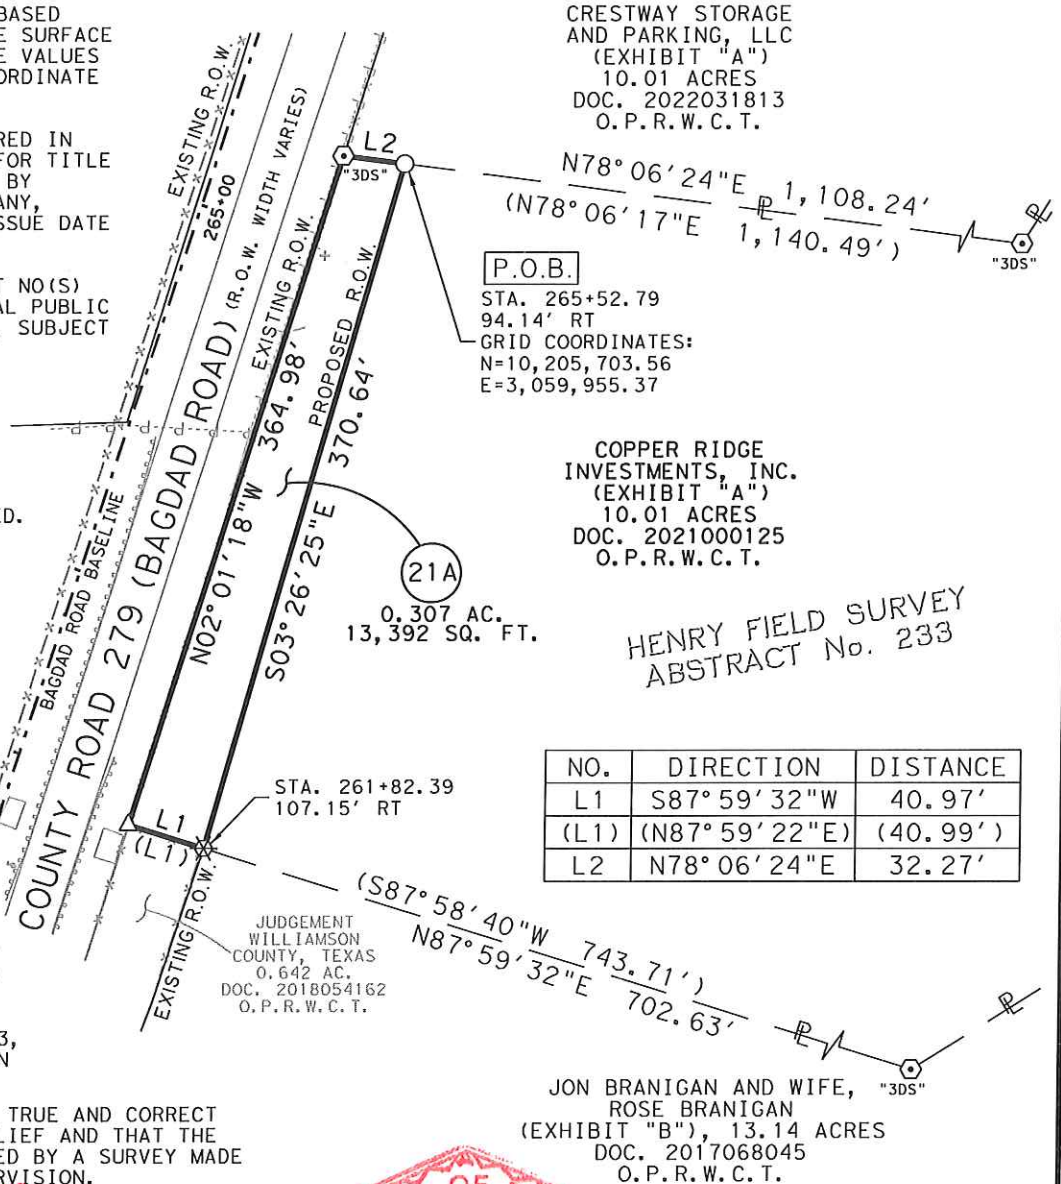 BASED
E SURFACE
E VALUES
ORDINATE
RED IN
FOR TITLE
BY
ANY,
SSUE DATE
T NO(S)
AL PUBLIC
SUBJECT
ED.
CRESTWAY STORAGE
AND PARKING, LLC
(EXHIBIT "A")
10.01 ACRES
DOC. 2022031813
O.P.R.W.C.T.
EXISTING R.O.W.
265+00
COUNTY ROAD 279 (BAGDAD ROAD) (R.O.W. WIDTH VARIES)
EXISTING R.O.W.
BAGDAD ROAD BASELINE
L2
"3DS"
N78°06'24"E 1,108.24'
(N78°06'17"E 1,140.49')
"3DS"
P.O.B.
STA. 265+52.79
94.14' RT
GRID COORDINATES:
N=10,205,703.56
E=3,059,955.37
PROPOSED R.O.W.
N02°01'18"W 364.98'
S03°26'25"E 370.64'
COPPER RIDGE
INVESTMENTS, INC.
(EXHIBIT "A")
10.01 ACRES
DOC. 2021000125
O.P.R.W.C.T.
21A
0.307 AC.
13,392 SQ. FT.
HENRY FIELD SURVEY
ABSTRACT No. 233
NO. DIRECTION DISTANCE
L1 S87°59'32"W 40.97'
(L1) (N87°59'22"E) (40.99')
L2 N78°06'24"E 32.27'
STA. 261+82.39
107.15' RT
L1
(L1)
EXISTING R.O.W.
JUDGEMENT
WILLIAMSON
COUNTY, TEXAS
0.642 AC.
DOC. 2018054162
O.P.R.W.C.T.
(S87°58'40"W 743.71')
N87°59'32"E 702.63'
"3DS"
JON BRANIGAN AND WIFE,
ROSE BRANIGAN
(EXHIBIT "B"), 13.14 ACRES
DOC. 2017068045
O.P.R.W.C.T.
3,
N
TRUE AND CORRECT
LIEF AND THAT THE
ED BY A SURVEY MADE
RVISION.
OF